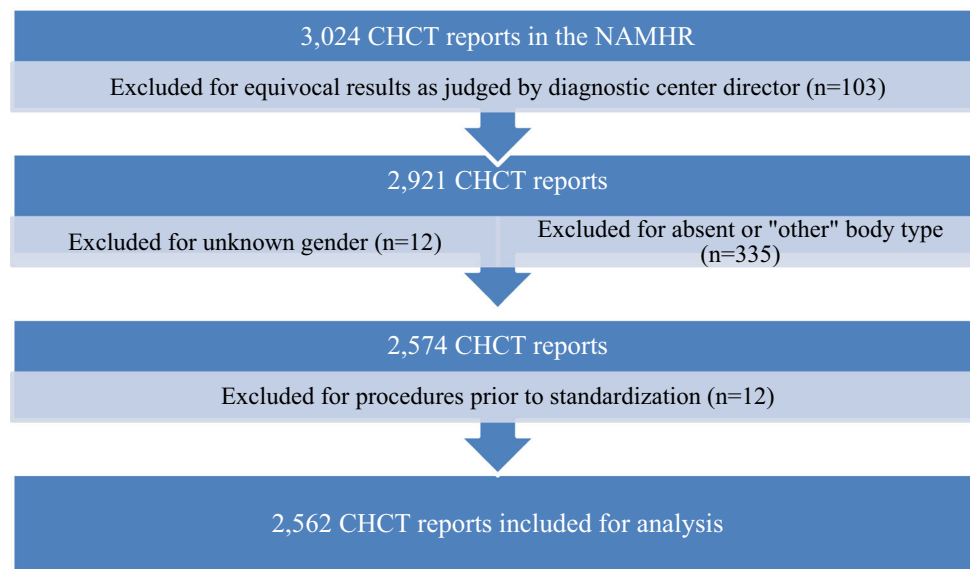 3,024 CHCT reports in the NAMHR
Excluded for equivocal results as judged by diagnostic center director (n=103)
2,921 CHCT reports
Excluded for unknown gender (n=12)
Excluded for absent or "other" body type
(n=335)
2,574 CHCT reports
Excluded for procedures prior to standardization (n=12)
2,562 CHCT reports included for analysis